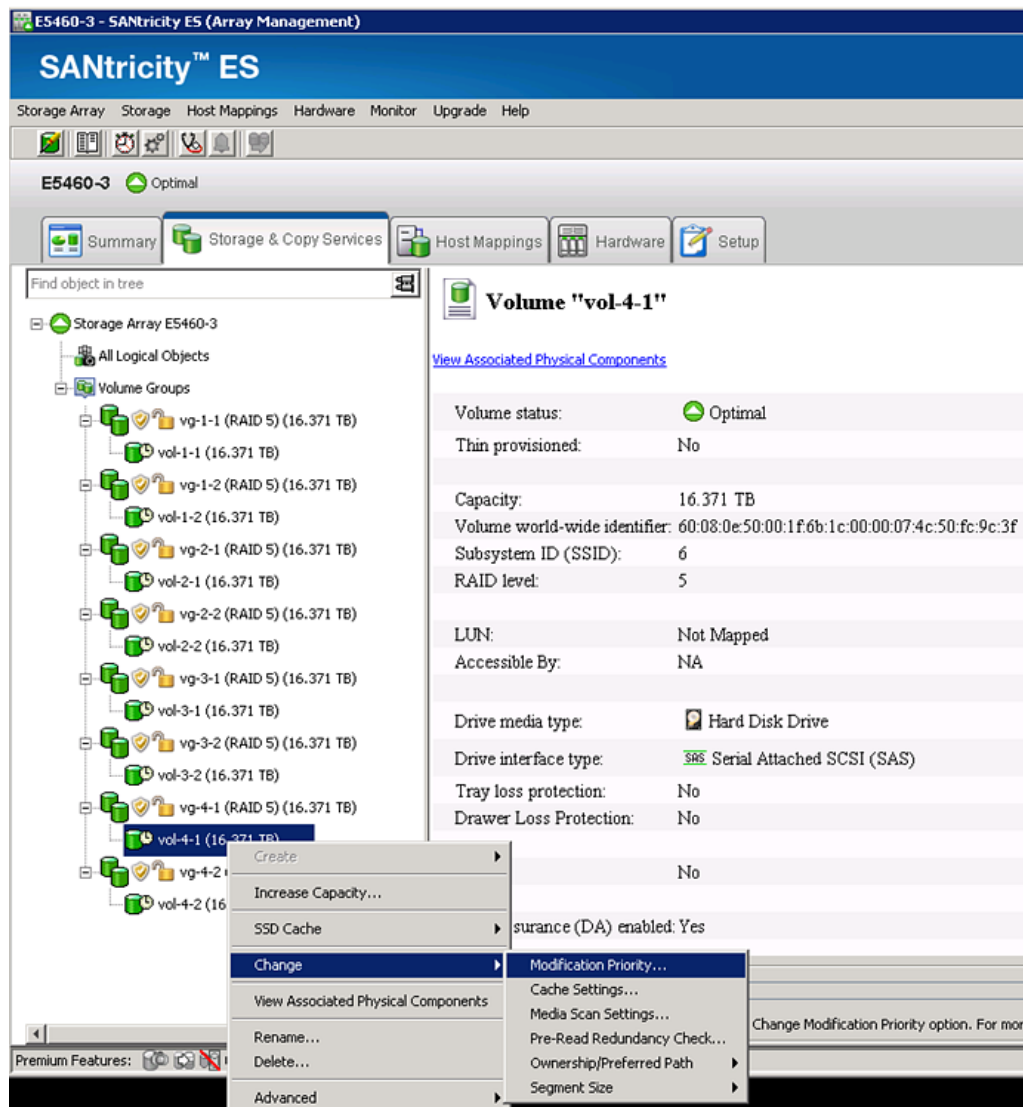 E5460-3 - SANtricity ES (Array Management)
SANtricity™ ES
Storage Array Storage Host Mappings Hardware Monitor Upgrade Help
E5460-3 Optimal
Summary Storage & Copy Services Host Mappings Hardware Setup
Find object in tree
Storage Array E5460-3
All Logical Objects
Volume Groups
vg-1-1 (RAID 5) (16.371 TB)
vol-1-1 (16.371 TB)
vg-1-2 (RAID 5) (16.371 TB)
vol-1-2 (16.371 TB)
vg-2-1 (RAID 5) (16.371 TB)
vol-2-1 (16.371 TB)
vg-2-2 (RAID 5) (16.371 TB)
vol-2-2 (16.371 TB)
vg-3-1 (RAID 5) (16.371 TB)
vol-3-1 (16.371 TB)
vg-3-2 (RAID 5) (16.371 TB)
vol-3-2 (16.371 TB)
vg-4-1 (RAID 5) (16.371 TB)
vol-4-1 (16.371 TB)
vg-4-2
vol-4-2 (16
Volume "vol-4-1"
View Associated Physical Components
Volume status: Optimal
Thin provisioned: No
Capacity: 16.371 TB
Volume world-wide identifier: 60:08:0e:50:00:1f:6b:1c:00:00:07:4c:50:fc:9c:3f
Subsystem ID (SSID): 6
RAID level: 5
LUN: Not Mapped
Accessible By: NA
Drive media type: Hard Disk Drive
Drive interface type: SAS Serial Attached SCSI (SAS)
Tray loss protection: No
Drawer Loss Protection: No
No
surance (DA) enabled: Yes
Create
Increase Capacity...
SSD Cache
Change
View Associated Physical Components
Rename...
Delete...
Advanced
Modification Priority...
Cache Settings...
Media Scan Settings...
Pre-Read Redundancy Check...
Ownership/Preferred Path
Segment Size
Change Modification Priority option. For mor
Premium Features: